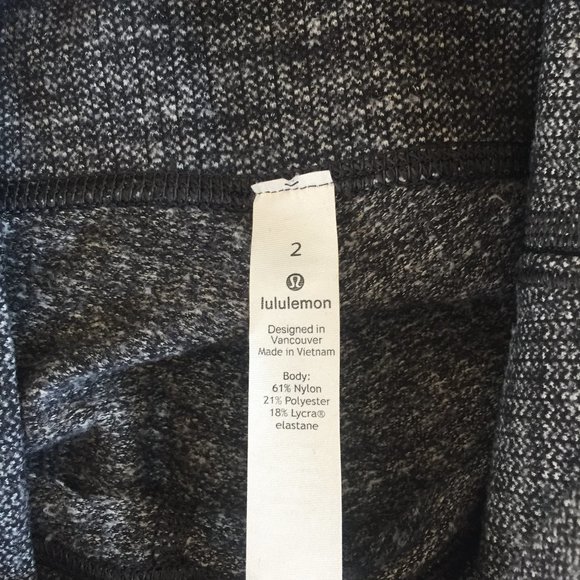 2
lululemon
Designed in
Vancouver
Made in Vietnam
Body:
61% Nylon
21% Polyester
18% Lycra®
elastane